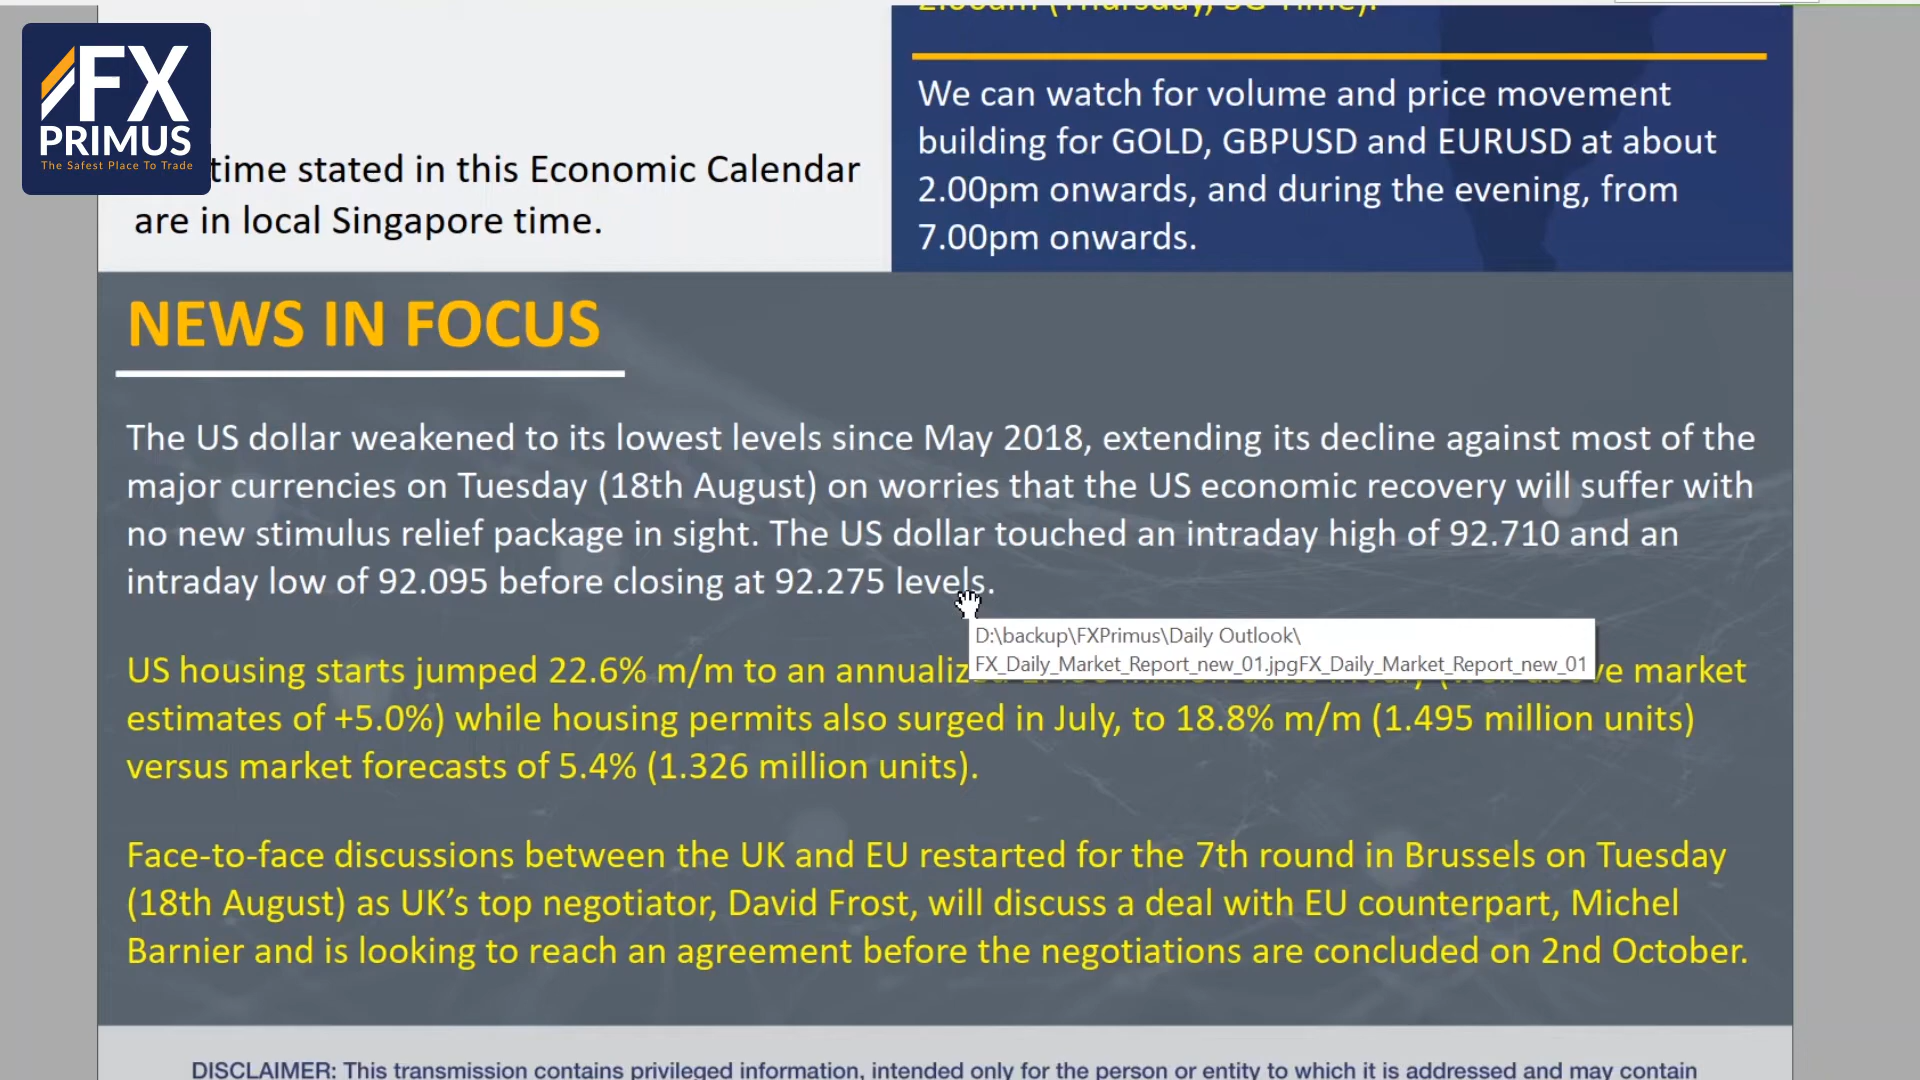 2.00am (Thursday, SG Time).
FX
PRIMUS
The Safest Place To Trade
time stated in this Economic Calendar
are in local Singapore time.
We can watch for volume and price movement
building for GOLD, GBPUSD and EURUSD at about
2.00pm onwards, and during the evening, from
7.00pm onwards.
NEWS IN FOCUS
The US dollar weakened to its lowest levels since May 2018, extending its decline against most of the
major currencies on Tuesday (18th August) on worries that the US economic recovery will suffer with
no new stimulus relief package in sight. The US dollar touched an intraday high of 92.710 and an
intraday low of 92.095 before closing at 92.275 levels.
D:\backup\FXPrimus\Daily Outlook\
FX_Daily_Market_Report_new_01.jpgFX_Daily_Market_Report_new_01
US housing starts jumped 22.6% m/m to an market
estimates of +5.0%) while housing permits also surged in July, to 18.8% m/m (1.495 million units)
versus market forecasts of 5.4% (1.326 million units).
Face-to-face discussions between the UK and EU restarted for the 7th round in Brussels on Tuesday
(18th August) as UK’s top negotiator, David Frost, will discuss a deal with EU counterpart, Michel
Barnier and is looking to reach an agreement before the negotiations are concluded on 2nd October.
DISCLAIMER: This transmission contains privileged information, intended only for the person or entity to which it is addressed and may contain